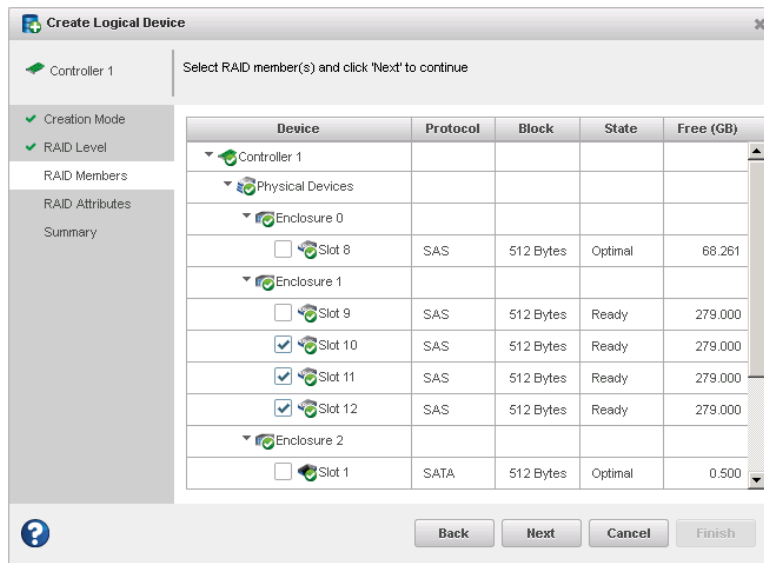 Create Logical Device
Controller 1
Select RAID member(s) and click 'Next' to continue
Creation Mode
RAID Level
RAID Members
RAID Attributes
Summary
Device Protocol Block State Free (GB)
Controller 1
Physical Devices
Enclosure 0
Slot 8 SAS 512 Bytes Optimal 68.261
Enclosure 1
Slot 9 SAS 512 Bytes Ready 279.000
Slot 10 SAS 512 Bytes Ready 279.000
Slot 11 SAS 512 Bytes Ready 279.000
Slot 12 SAS 512 Bytes Ready 279.000
Enclosure 2
Slot 1 SATA 512 Bytes Optimal 0.500
? Back Next Cancel Finish